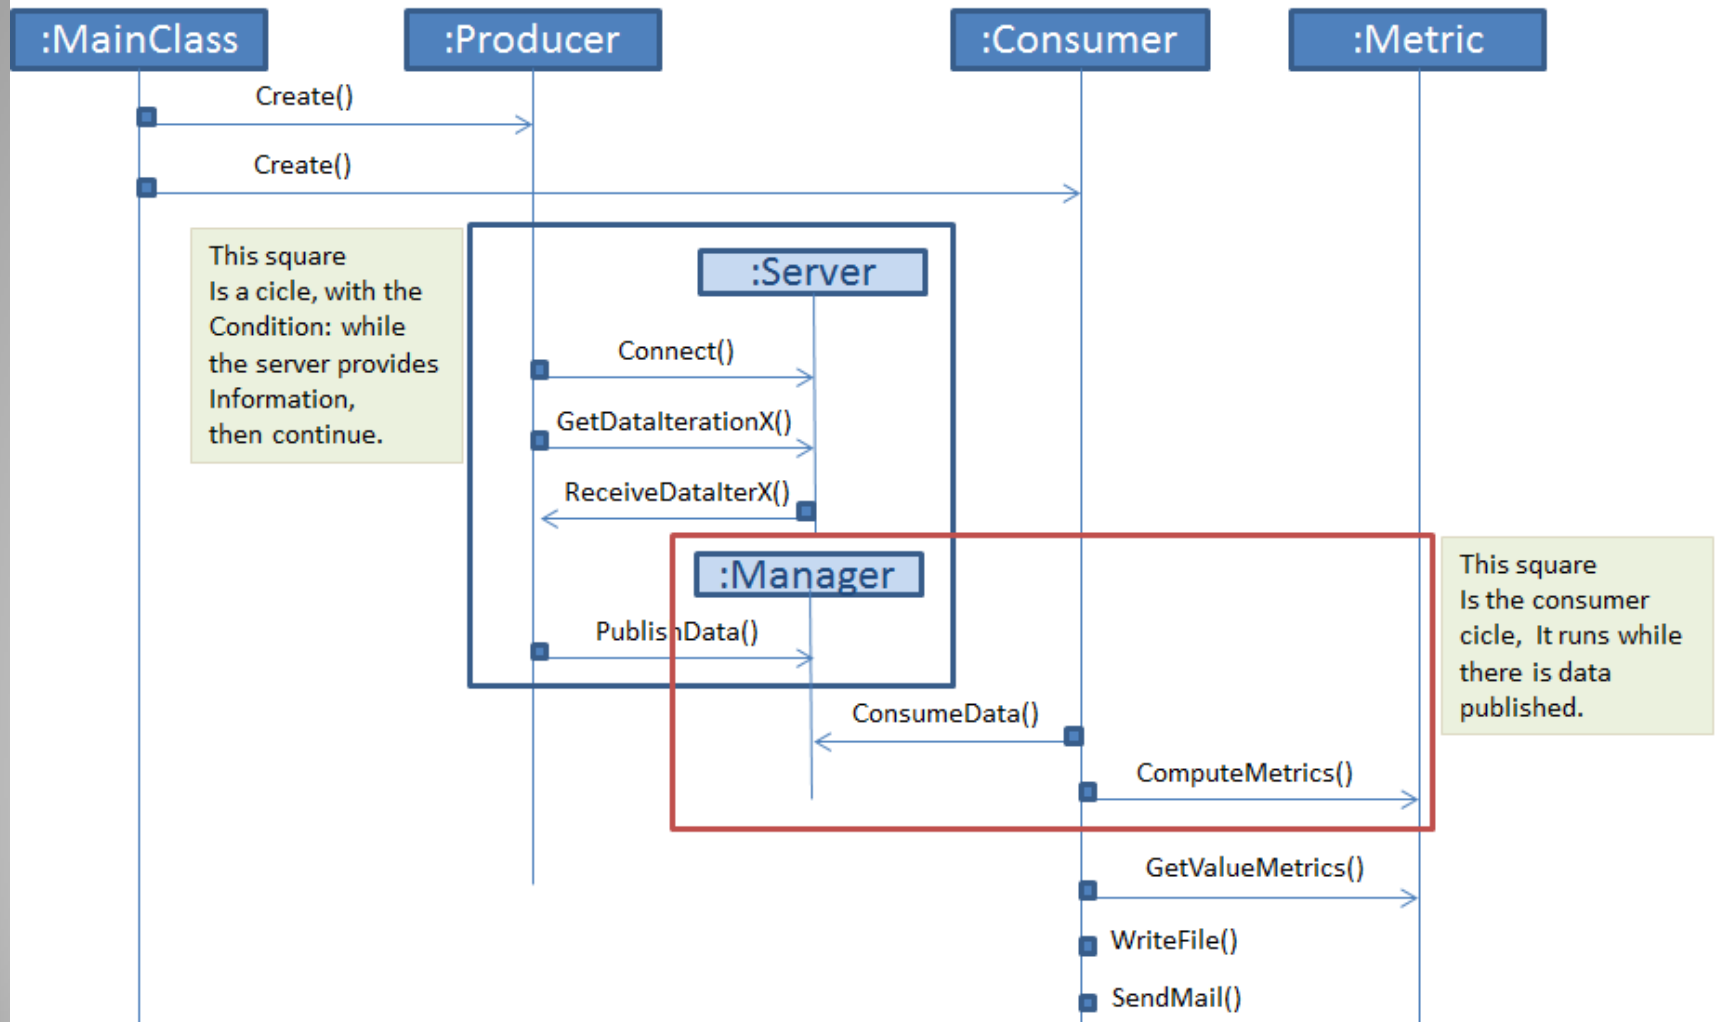 :MainClass
:Producer
:Consumer
:Metric
Create()
Create()
This square
Is a cicle, with the
Condition: while
the server provides
Information,
then continue.
:Server
Connect()
GetDataIterationX()
ReceiveDataIterX()
:Manager
PublishData()
This square
Is the consumer
cicle, It runs while
there is data
published.
ConsumeData()
ComputeMetrics()
GetValueMetrics()
WriteFile()
SendMail()